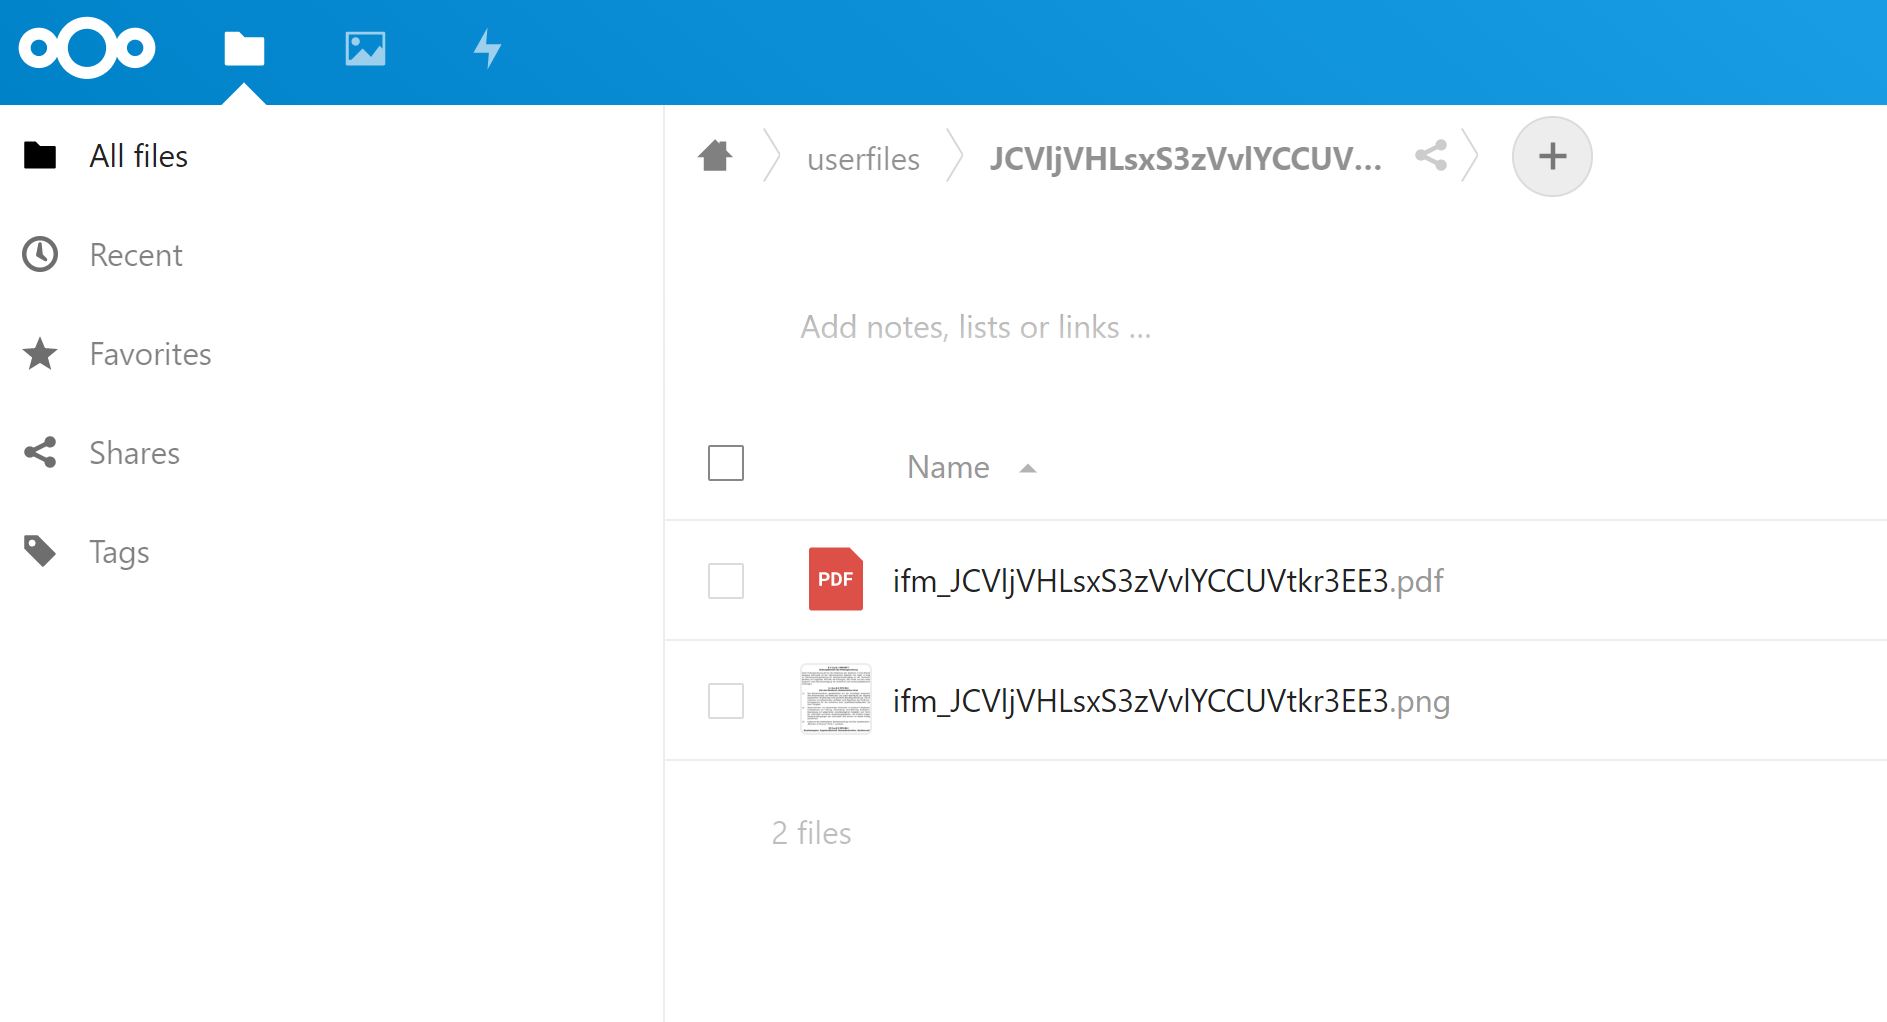 All files
Recent
Favorites
Shares
Tags
userfiles
JCVljVHLsxS3zVvlYCCUV...
Add notes, lists or links ...
Name
PDF
ifm_JCVljVHLsxS3zVvlYCCUVtkr3EE3.pdf
ifm_JCVljVHLsxS3zVvlYCCUVtkr3EE3.png
2 files